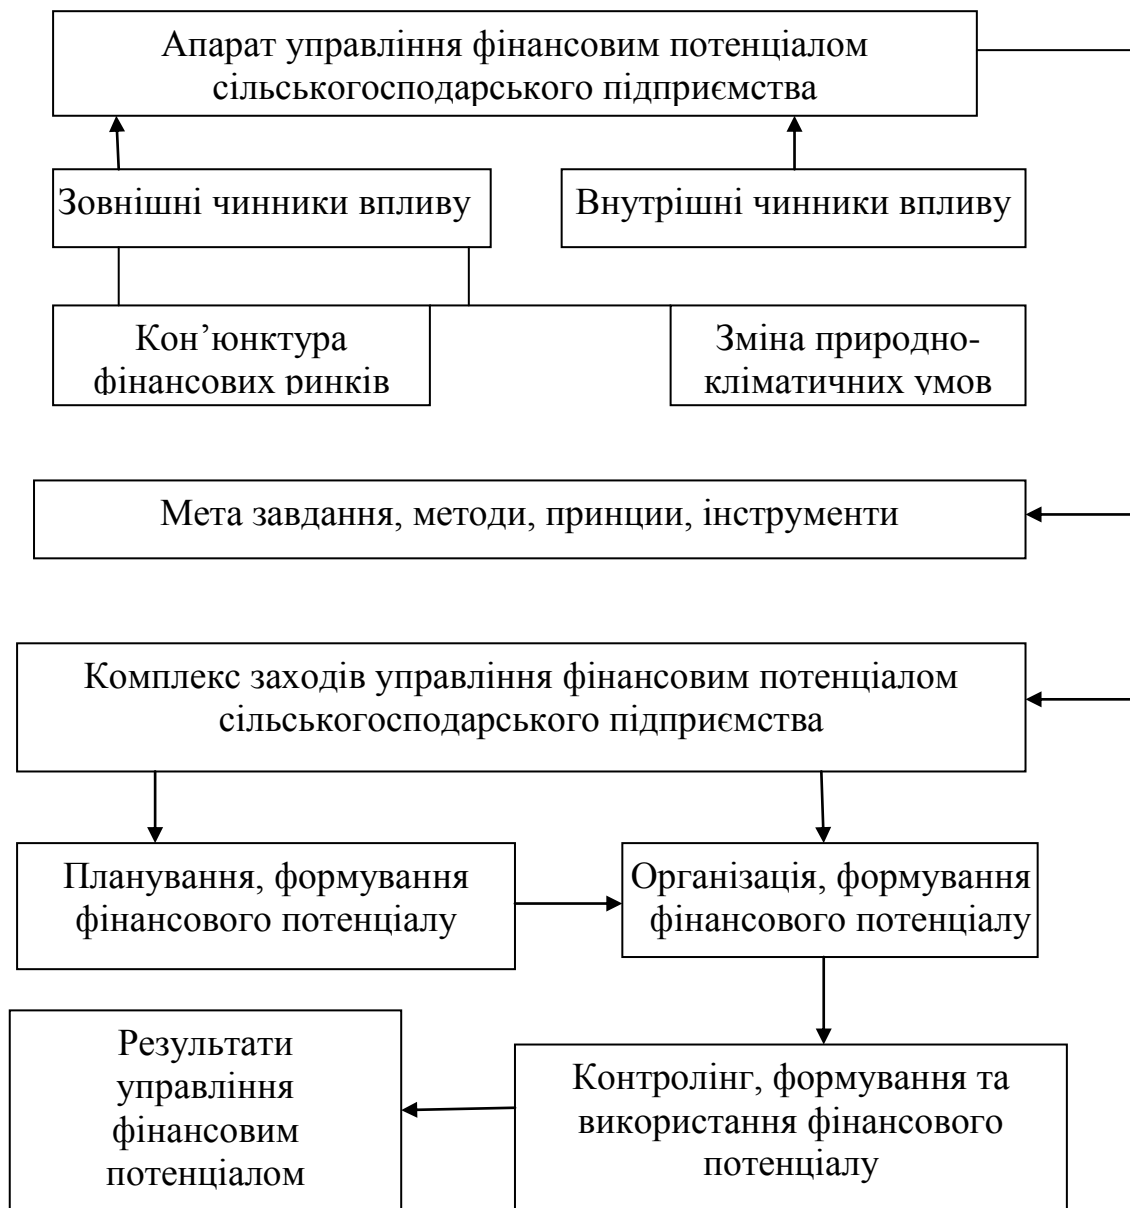 Апарат управління фінансовим потенціалом
сільськогосподарського підприємства
Зовнішні чинники впливу
Внутрішні чинники впливу
Кон’юнктура
фінансових ринків
Зміна природно-
кліматичних умов
Мета завдання, методи, принции, інструменти
Комплекс заходів управління фінансовим потенціалом
сільськогосподарського підприємства
Планування, формування
фінансового потенціалу
Організація, формування
фінансового потенціалу
Результати
управління
фінансовим
потенціалом
Контролінг, формування та
використання фінансового
потенціалу